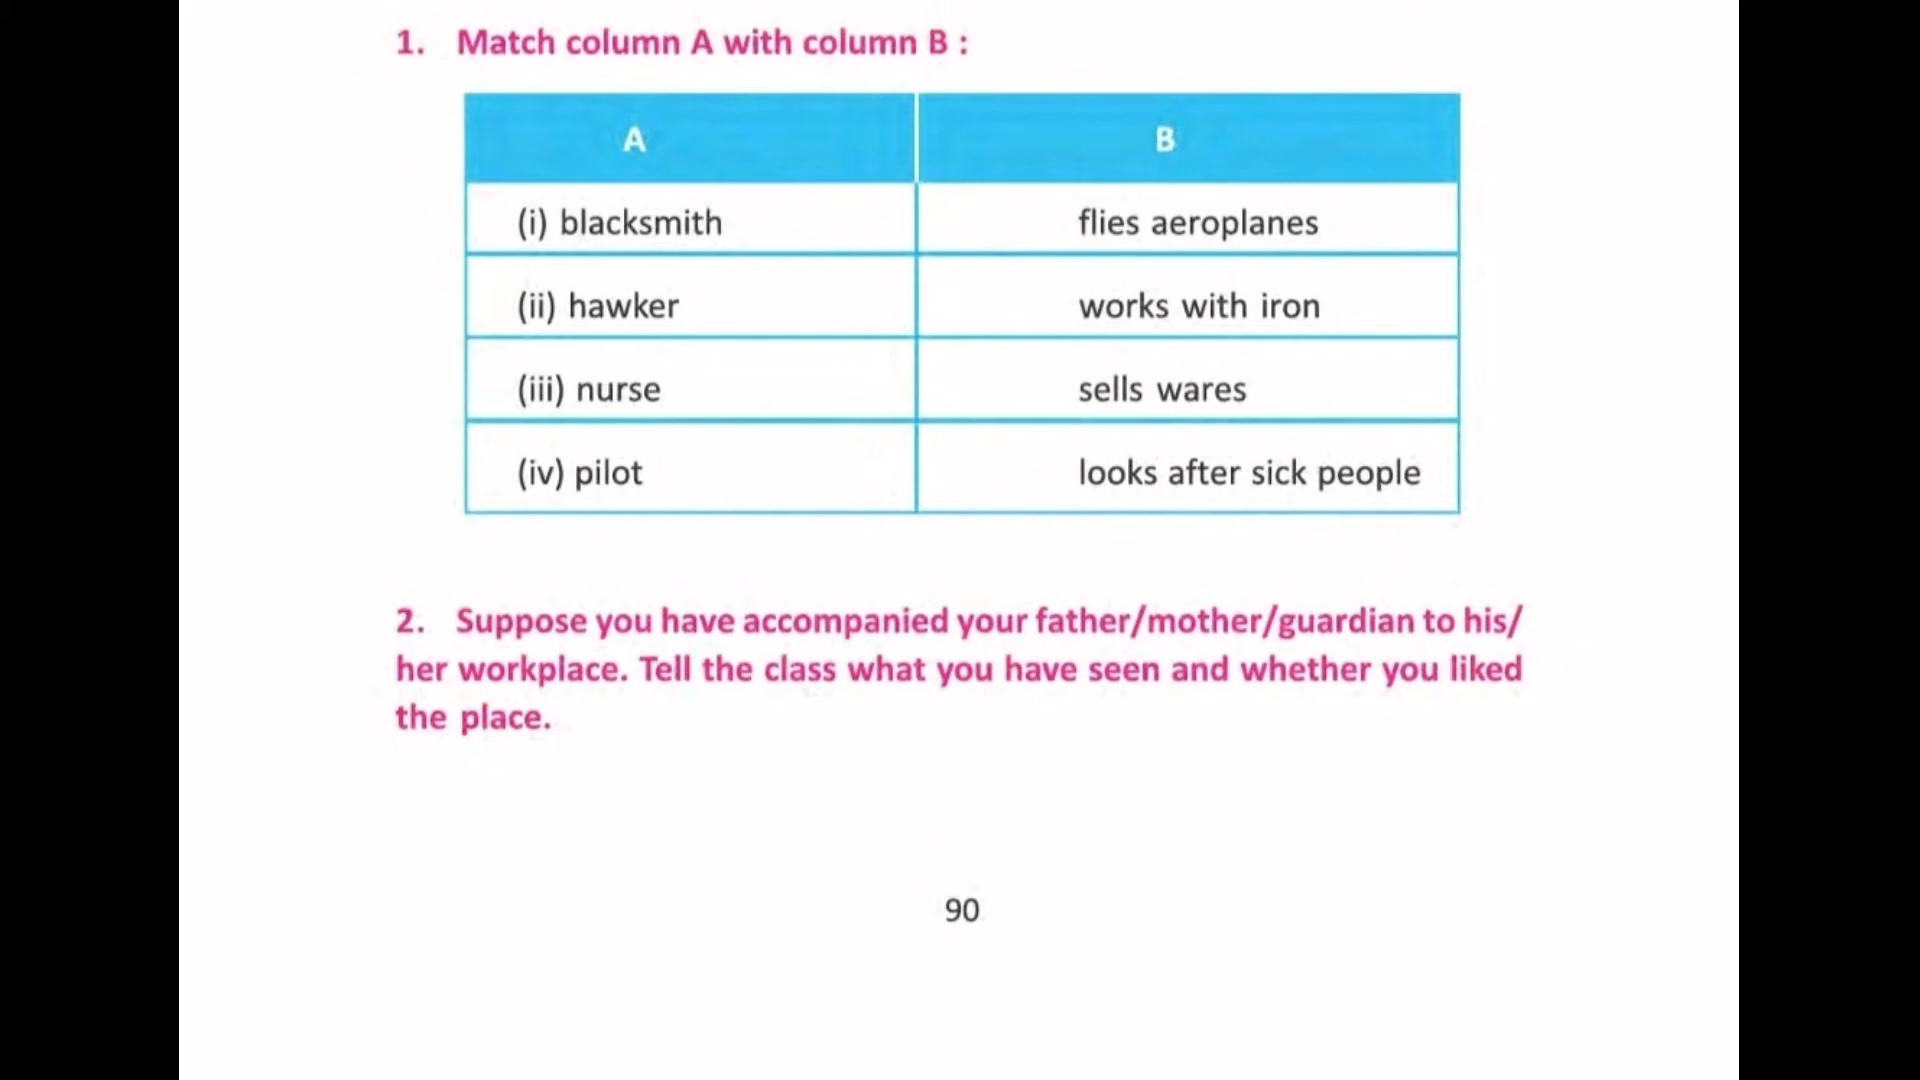 1. Match column A with column B :
A B
(i) blacksmith flies aeroplanes
(ii) hawker works with iron
(iii) nurse sells wares
(iv) pilot looks after sick people
2. Suppose you have accompanied your father/mother/guardian to his/
her workplace. Tell the class what you have seen and whether you liked
the place.
90